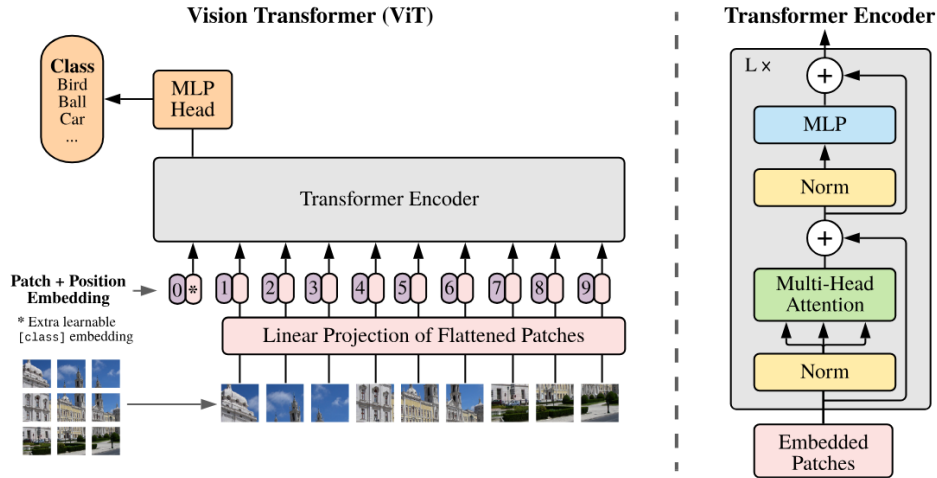 Vision Transformer (ViT)
Class
Bird
Ball
Car
...
MLP
Head
Transformer Encoder
Patch + Position
Embedding
* Extra learnable
[class] embedding
0 *
1
2
3
4
5
6
7
8
9
Linear Projection of Flattened Patches
Transformer Encoder
L ×
+
MLP
Norm
+
Multi-Head
Attention
Norm
Embedded
Patches